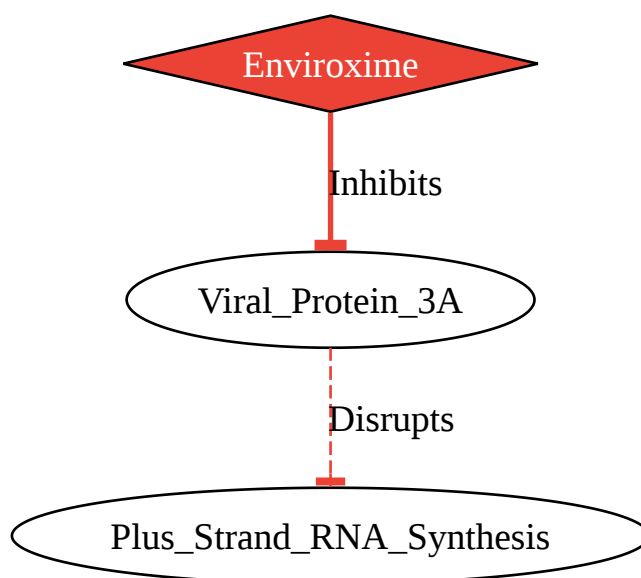 Enviroxime
Inhibits
Viral_Protein_3A
Disrupts
Plus_Strand_RNA_Synthesis